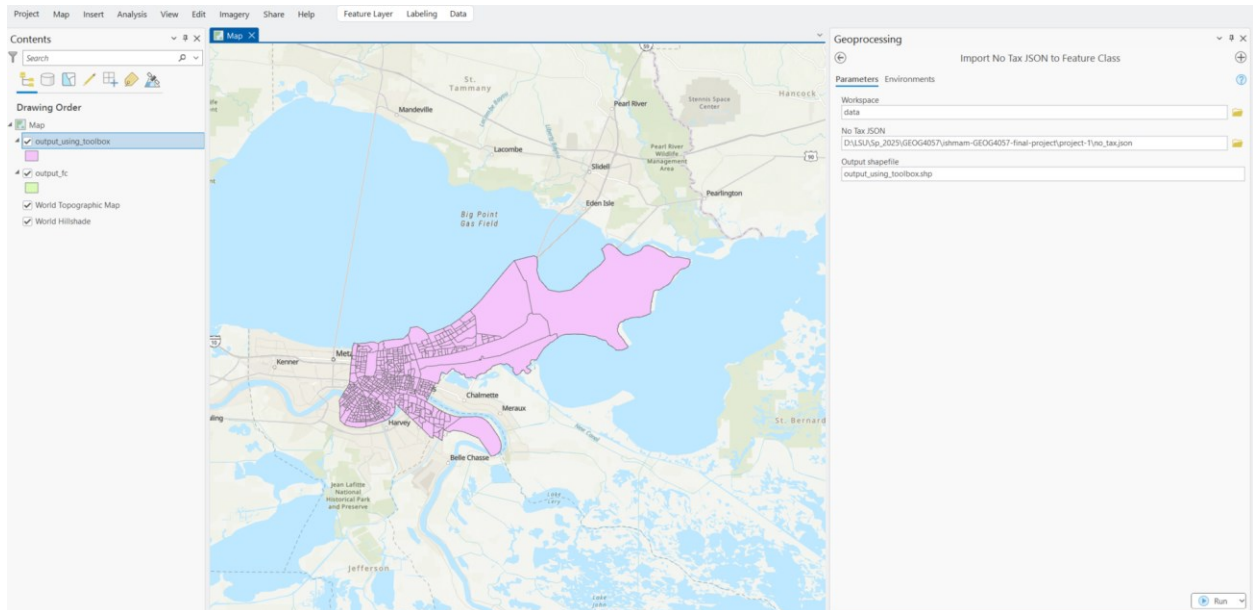 Project Map Insert Analysis View Edit Imagery Share Help Feature Layer Labeling Data
Contents
Search
Drawing Order
Map
output_using_toolbox
output_fc
World Topographic Map
World Hillshade
Map
St.
Tammany
Mandeville
Pearl River
Stennis Space
Center
Hancock
Lacombe Bayou
Liberty Bayou
Lacombe
Pearl River
Wildlife
Management
Area
Slidell
Pearlington
Eden Isle
Big Point
Gas Field
Kenner
Chalmette
Meraux
Harvey
St. Bernard
Belle Chasse
Jean Lafitte
National
Historical Park
and Preserve
Jefferson
Geoprocessing
Import No Tax JSON to Feature Class
Parameters Environments
Workspace
data
No Tax JSON
D:\LSU\Sp_2025\GEOG4057\ishmam-GEOG4057-final-project\project-1\no_tax.json
Output shapefile
output_using_toolbox.shp
Run